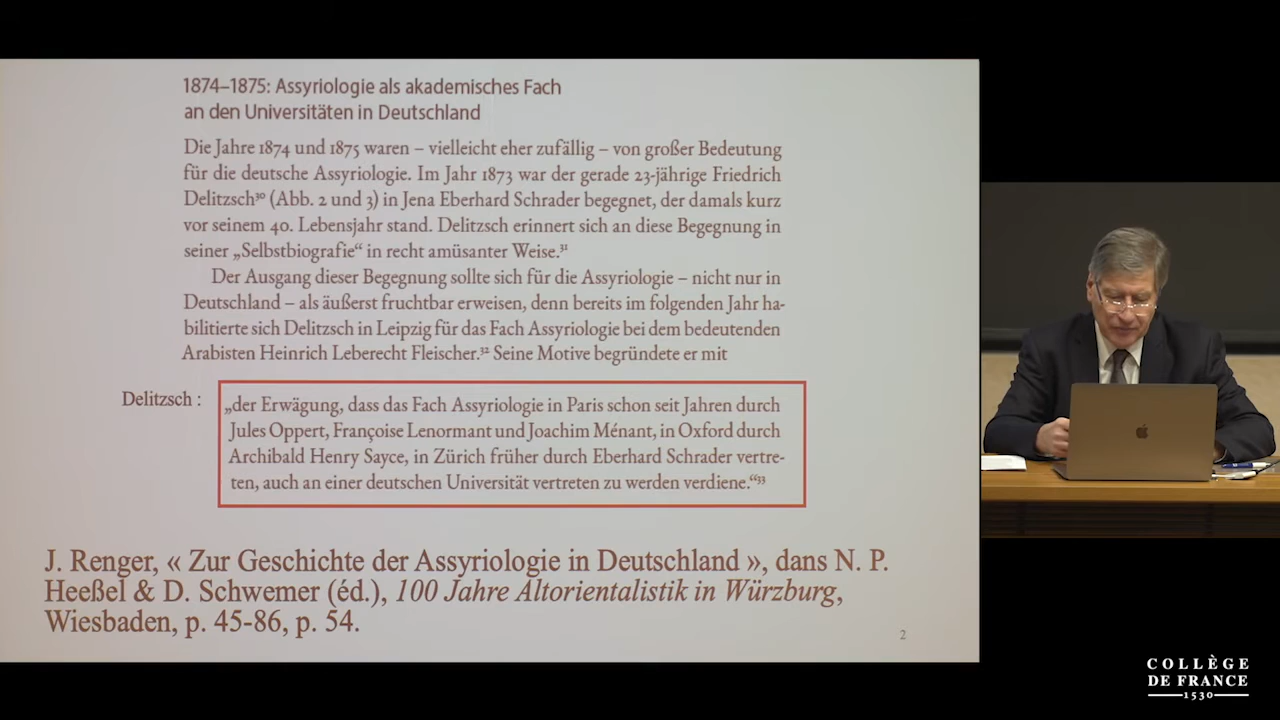 1874–1875: Assyriologie als akademisches Fach
an den Universitäten in Deutschland
Die Jahre 1874 und 1875 waren – vielleicht eher zufällig – von großer Bedeutung
für die deutsche Assyriologie. Im Jahr 1873 war der gerade 23-jährige Friedrich
Delitzsch³⁰ (Abb. 2 und 3) in Jena Eberhard Schrader begegnet, der damals kurz
vor seinem 40. Lebensjahr stand. Delitzsch erinnert sich an diese Begegnung in
seiner „Selbstbiografie“ in recht amüsanter Weise.³¹
Der Ausgang dieser Begegnung sollte sich für die Assyriologie – nicht nur in
Deutschland – als äußerst fruchtbar erweisen, denn bereits im folgenden Jahr ha-
bilitierte sich Delitzsch in Leipzig für das Fach Assyriologie bei dem bedeutenden
Arabisten Heinrich Leberecht Fleischer.³² Seine Motive begründete er mit
Delitzsch :
„der Erwägung, dass das Fach Assyriologie in Paris schon seit Jahren durch
Jules Oppert, Françoise Lenormant und Joachim Ménant, in Oxford durch
Archibald Henry Sayce, in Zürich früher durch Eberhard Schrader vertre-
ten, auch an einer deutschen Universität vertreten zu werden verdiene.“³³
J. Renger, « Zur Geschichte der Assyriologie in Deutschland », dans N. P.
Heeßel & D. Schwemer (éd.), 100 Jahre Altorientalistik in Würzburg,
Wiesbaden, p. 45-86, p. 54.
2
COLLÈGE
DE FRANCE
1530